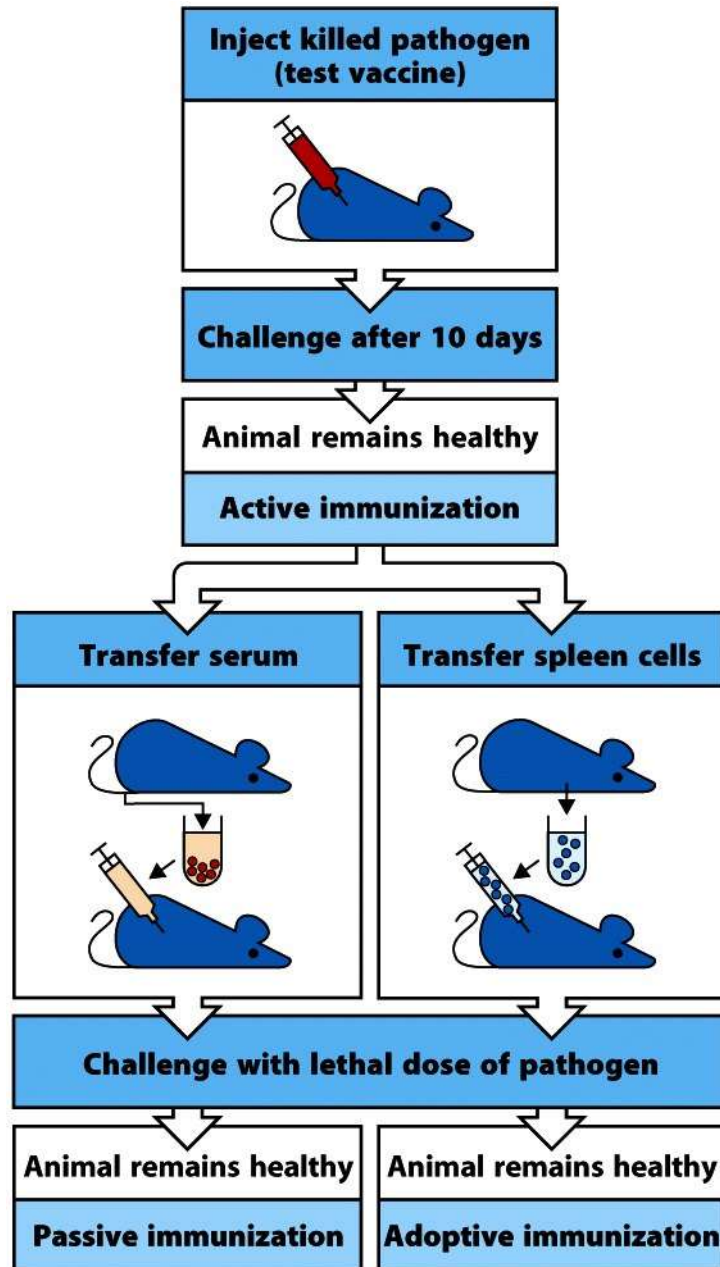 Inject killed pathogen
(test vaccine)
Challenge after 10 days
Animal remains healthy
Active immunization
Transfer serum
Transfer spleen cells
Challenge with lethal dose of pathogen
Animal remains healthy
Animal remains healthy
Passive immunization
Adoptive immunization